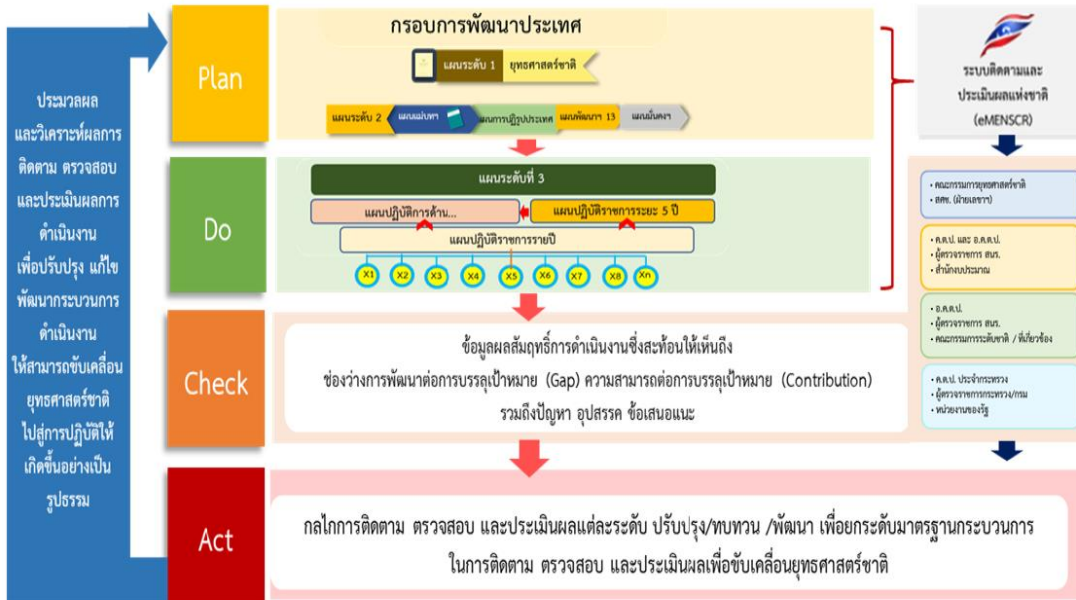 ประมวลผล
และวิเคราะห์ผลการ
ติดตาม ตรวจสอบ
และประเมินผลการ
ดำเนินงาน
เพื่อปรับปรุง แก้ไข
พัฒนากระบวนการ
ดำเนินงาน
ให้สามารถขับเคลื่อน
ยุทธศาสตร์ชาติ
ไปสู่การปฏิบัติให้
เกิดขึ้นอย่างเป็น
รูปธรรม
Plan
กรอบการพัฒนาประเทศ
แผนระดับ 1 ยุทธศาสตร์ชาติ
แผนระดับ 2 แผนแม่บทฯ แผนการปฏิรูปประเทศ แผนพัฒนาฯ 13 แผนมั่นคงฯ
Do
แผนระดับที่ 3
แผนปฏิบัติการด้าน... แผนปฏิบัติราชการระยะ 5 ปี
แผนปฏิบัติราชการรายปี
X1 X2 X3 X4 X5 X6 X7 X8 Xn
Check
ข้อมูลผลสัมฤทธิ์การดำเนินงานซึ่งสะท้อนให้เห็นถึง
ช่องว่างการพัฒนาต่อการบรรลุเป้าหมาย (Gap) ความสามารถต่อการบรรลุเป้าหมาย (Contribution)
รวมถึงปัญหา อุปสรรค ข้อเสนอแนะ
Act
กลไกการติดตาม ตรวจสอบ และประเมินผลแต่ละระดับ ปรับปรุง/ทบทวน /พัฒนา เพื่อยกระดับมาตรฐานกระบวนการ
ในการติดตาม ตรวจสอบ และประเมินผลเพื่อขับเคลื่อนยุทธศาสตร์ชาติ
ระบบติดตามและ
ประเมินผลแห่งชาติ
(eMENSCR)
• คณะกรรมการยุทธศาสตร์ชาติ
• สศช. (ฝ่ายเลขาฯ)
• ค.ต.ป. และ อ.ค.ต.ป.
• ผู้ตรวจราชการ สนร.
• สำนักงบประมาณ
• อ.ค.ต.ป.
• ผู้ตรวจราชการ สนร.
• คณะกรรมการระดับชาติ / ที่เกี่ยวข้อง
• ค.ต.ป. ประจำกระทรวง
• ผู้ตรวจราชการกระทรวง/กรม
• หน่วยงานของรัฐ